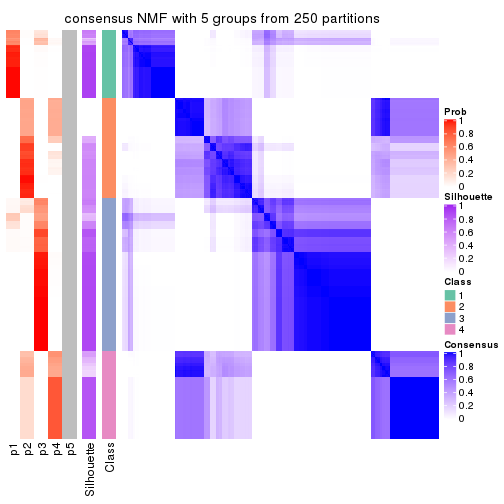 consensus NMF with 5 groups from 250 partitions
Prob
1
0.8
0.6
0.4
0.2
0
Silhouette
1
0.8
0.6
0.4
0.2
0
Class
1
2
3
4
Consensus
1
0.8
0.6
0.4
0.2
0
p1
p2
p3
p4
p5
Silhouette
Class